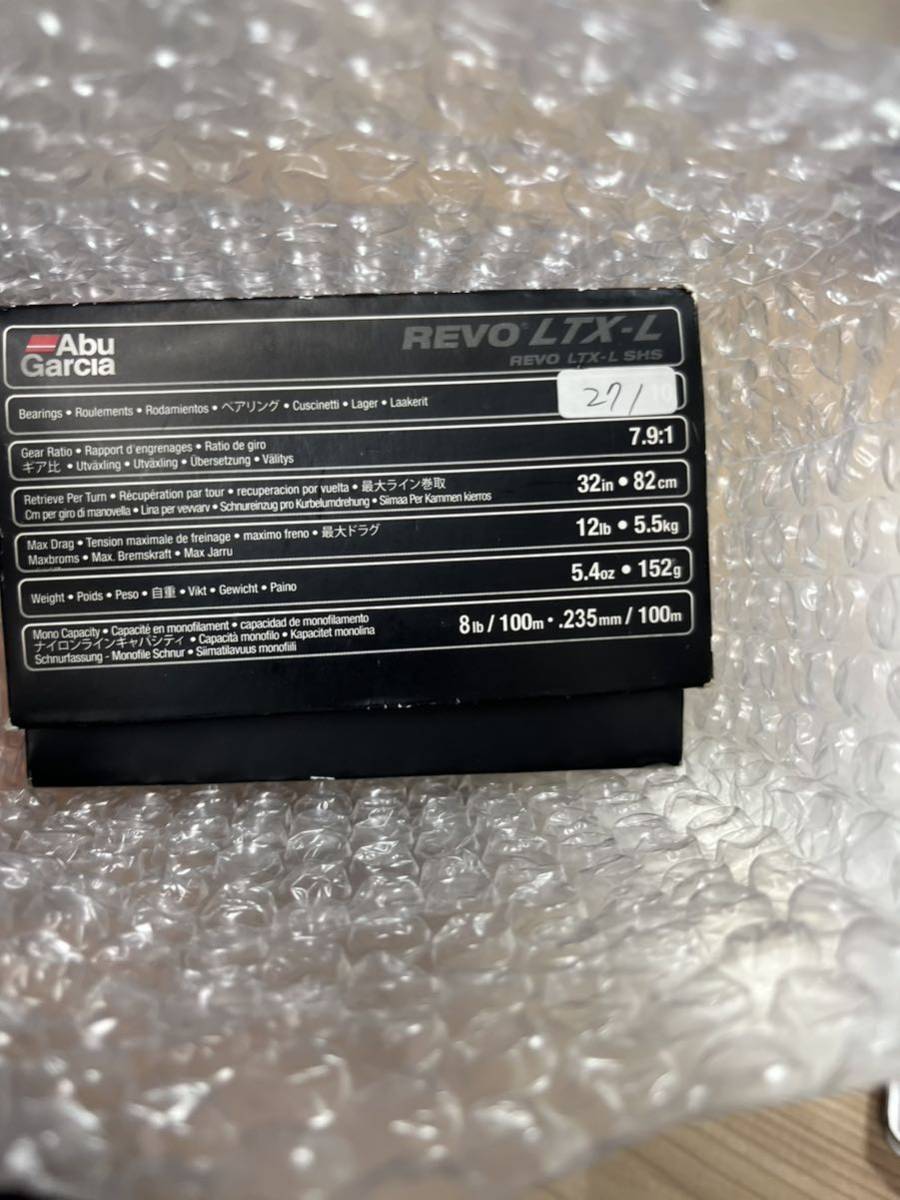 Abu
Garcia
REVO LTX-L
REVO LTX-L SHS
Bearings • Roulements • Rodamientos • ベアリング • Cuscinetti • Lager • Laakerit
271
10
Gear Ratio • Rapport d'engrenages • Ratio de giro
ギア比 • Utväxling • Utväxling • Übersetzung • Välitys
7.9:1
Retrieve Per Turn • Récupération par tour • recuperacion por vuelta • 最大ライン巻取
Cm per giro di manovella • Lina per vevvarv • Schnureinzug pro Kurbelumdrehung • Siimaa Per Kammen kierros
32in • 82cm
Max Drag • Tension maximale de freinage • maximo freno • 最大ドラグ
Maxbroms • Max. Bremskraft • Max Jarru
12lb • 5.5kg
Weight • Poids • Peso • 自重 • Vikt • Gewicht • Paino
5.4oz • 152g
Mono Capacity • Capacité en monofilament • capacidad de monofilamento
ナイロンラインキャパシティ • Capacità monofilo • Kapacitet monolina
Schnurfassung - Monofile Schnur • Siimatilavuus monofiili
8lb / 100m • .235mm / 100m